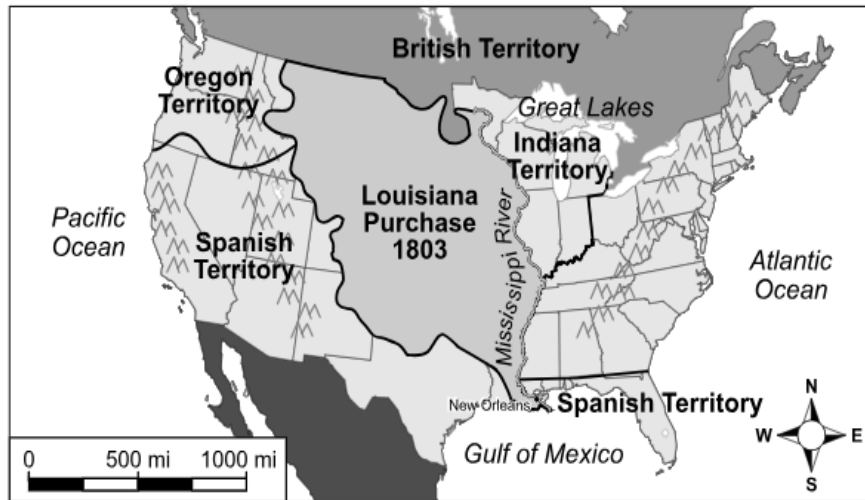 British Territory
Oregon
Territory
Great Lakes
Indiana
Territory
Louisiana
Purchase
1803
Pacific
Ocean
Spanish
Territory
Mississippi River
Atlantic
Ocean
New Orleans
Spanish Territory
Gulf of Mexico
N
W
E
S
0
500 mi
1000 mi